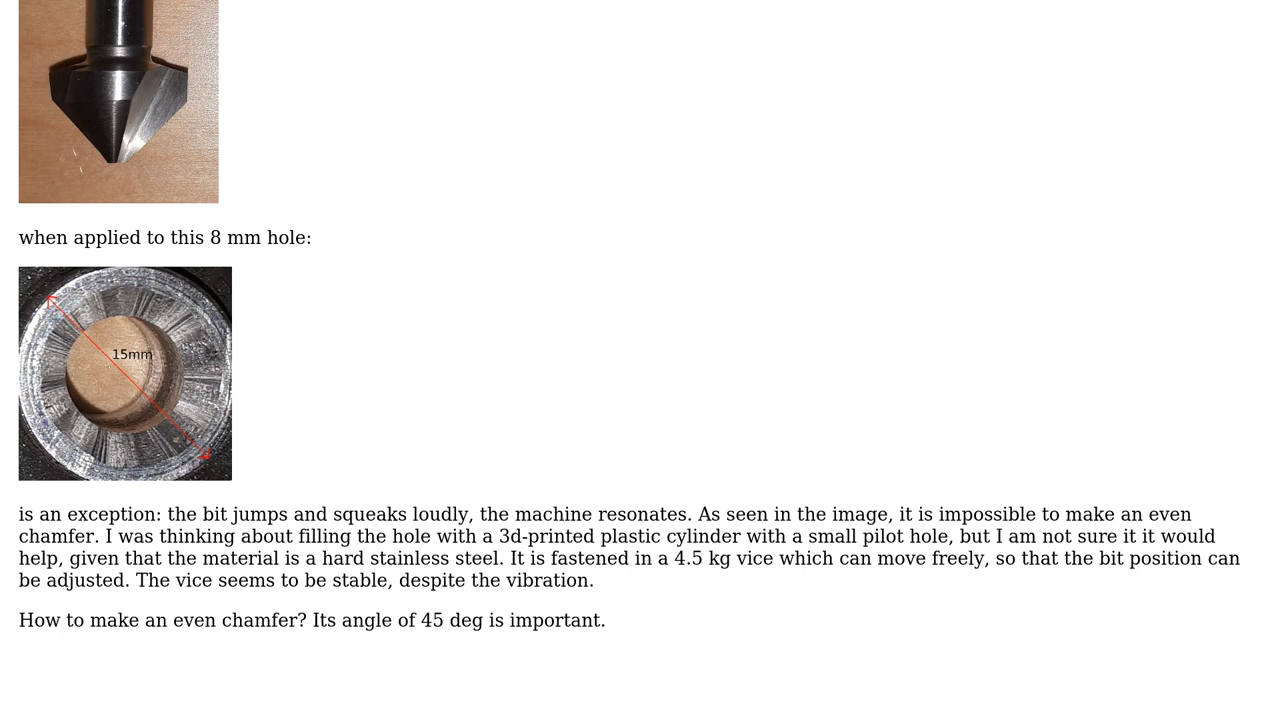 when applied to this 8 mm hole:
15mm
is an exception: the bit jumps and squeaks loudly, the machine resonates. As seen in the image, it is impossible to make an even
chamfer. I was thinking about filling the hole with a 3d-printed plastic cylinder with a small pilot hole, but I am not sure it it would
help, given that the material is a hard stainless steel. It is fastened in a 4.5 kg vice which can move freely, so that the bit position can
be adjusted. The vice seems to be stable, despite the vibration.
How to make an even chamfer? Its angle of 45 deg is important.